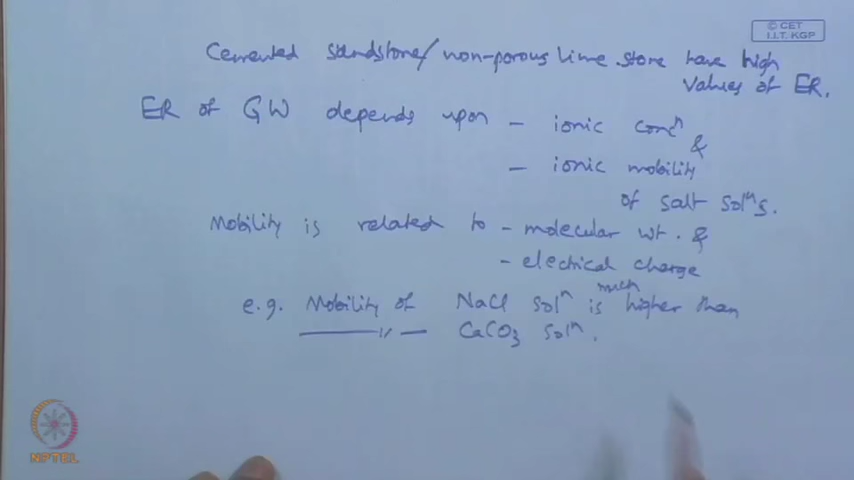 © CET
I.I.T. KGP
Cemented sandstone/non-porous lime stone have high
values of ER.
ER of GW depends upon - ionic concⁿ
&
- ionic mobility
of salt solⁿs.
Mobility is related to - molecular wt. &
- electrical charge
e.g. Mobility of NaCl solⁿ is much higher than
—〃— CaCO₃ solⁿ.
NPTEL